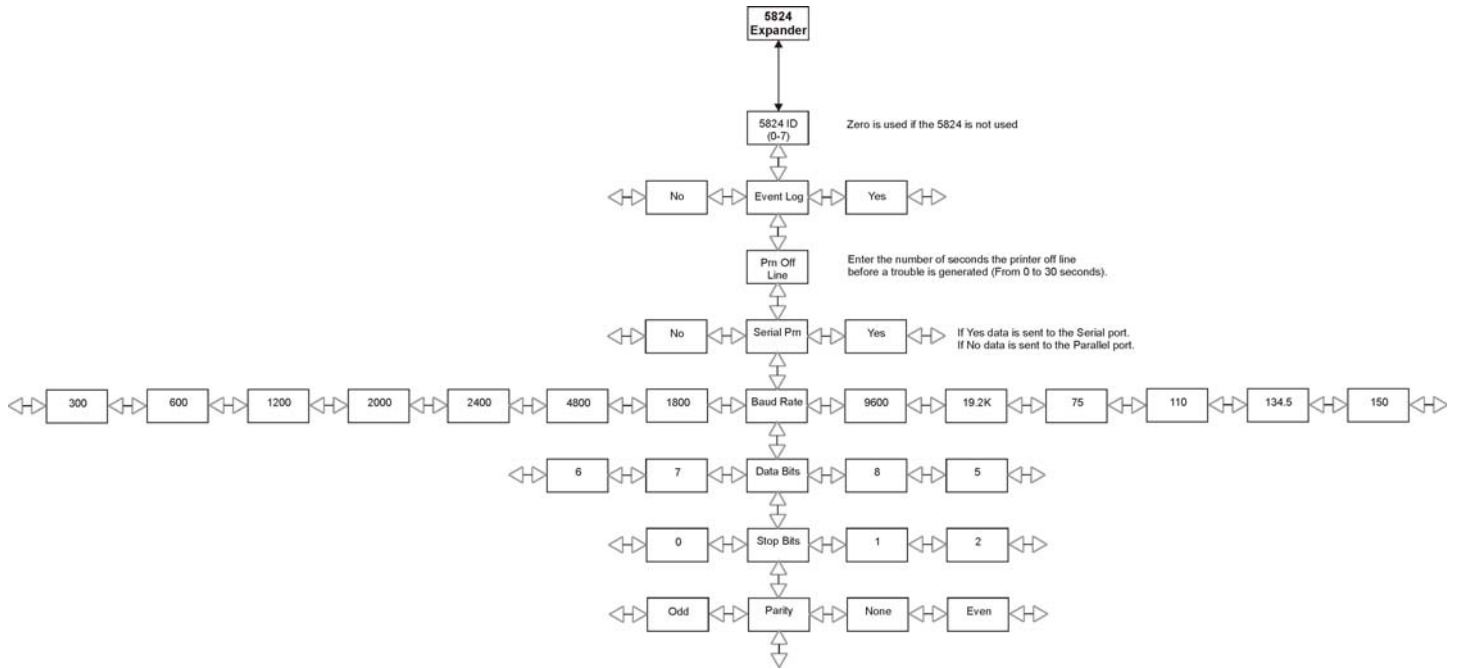 5824
Expander
5824 ID
(0-7)
Zero is used if the 5824 is not used
No
Event Log
Yes
Prn Off
Line
Enter the number of seconds the printer off line
before a trouble is generated (From 0 to 30 seconds).
No
Serial Prn
Yes
If Yes data is sent to the Serial port.
If No data is sent to the Parallel port.
300
600
1200
2000
2400
4800
1800
Baud Rate
9600
19.2K
75
110
134.5
150
6
7
Data Bits
8
5
0
Stop Bits
1
2
Odd
Parity
None
Even